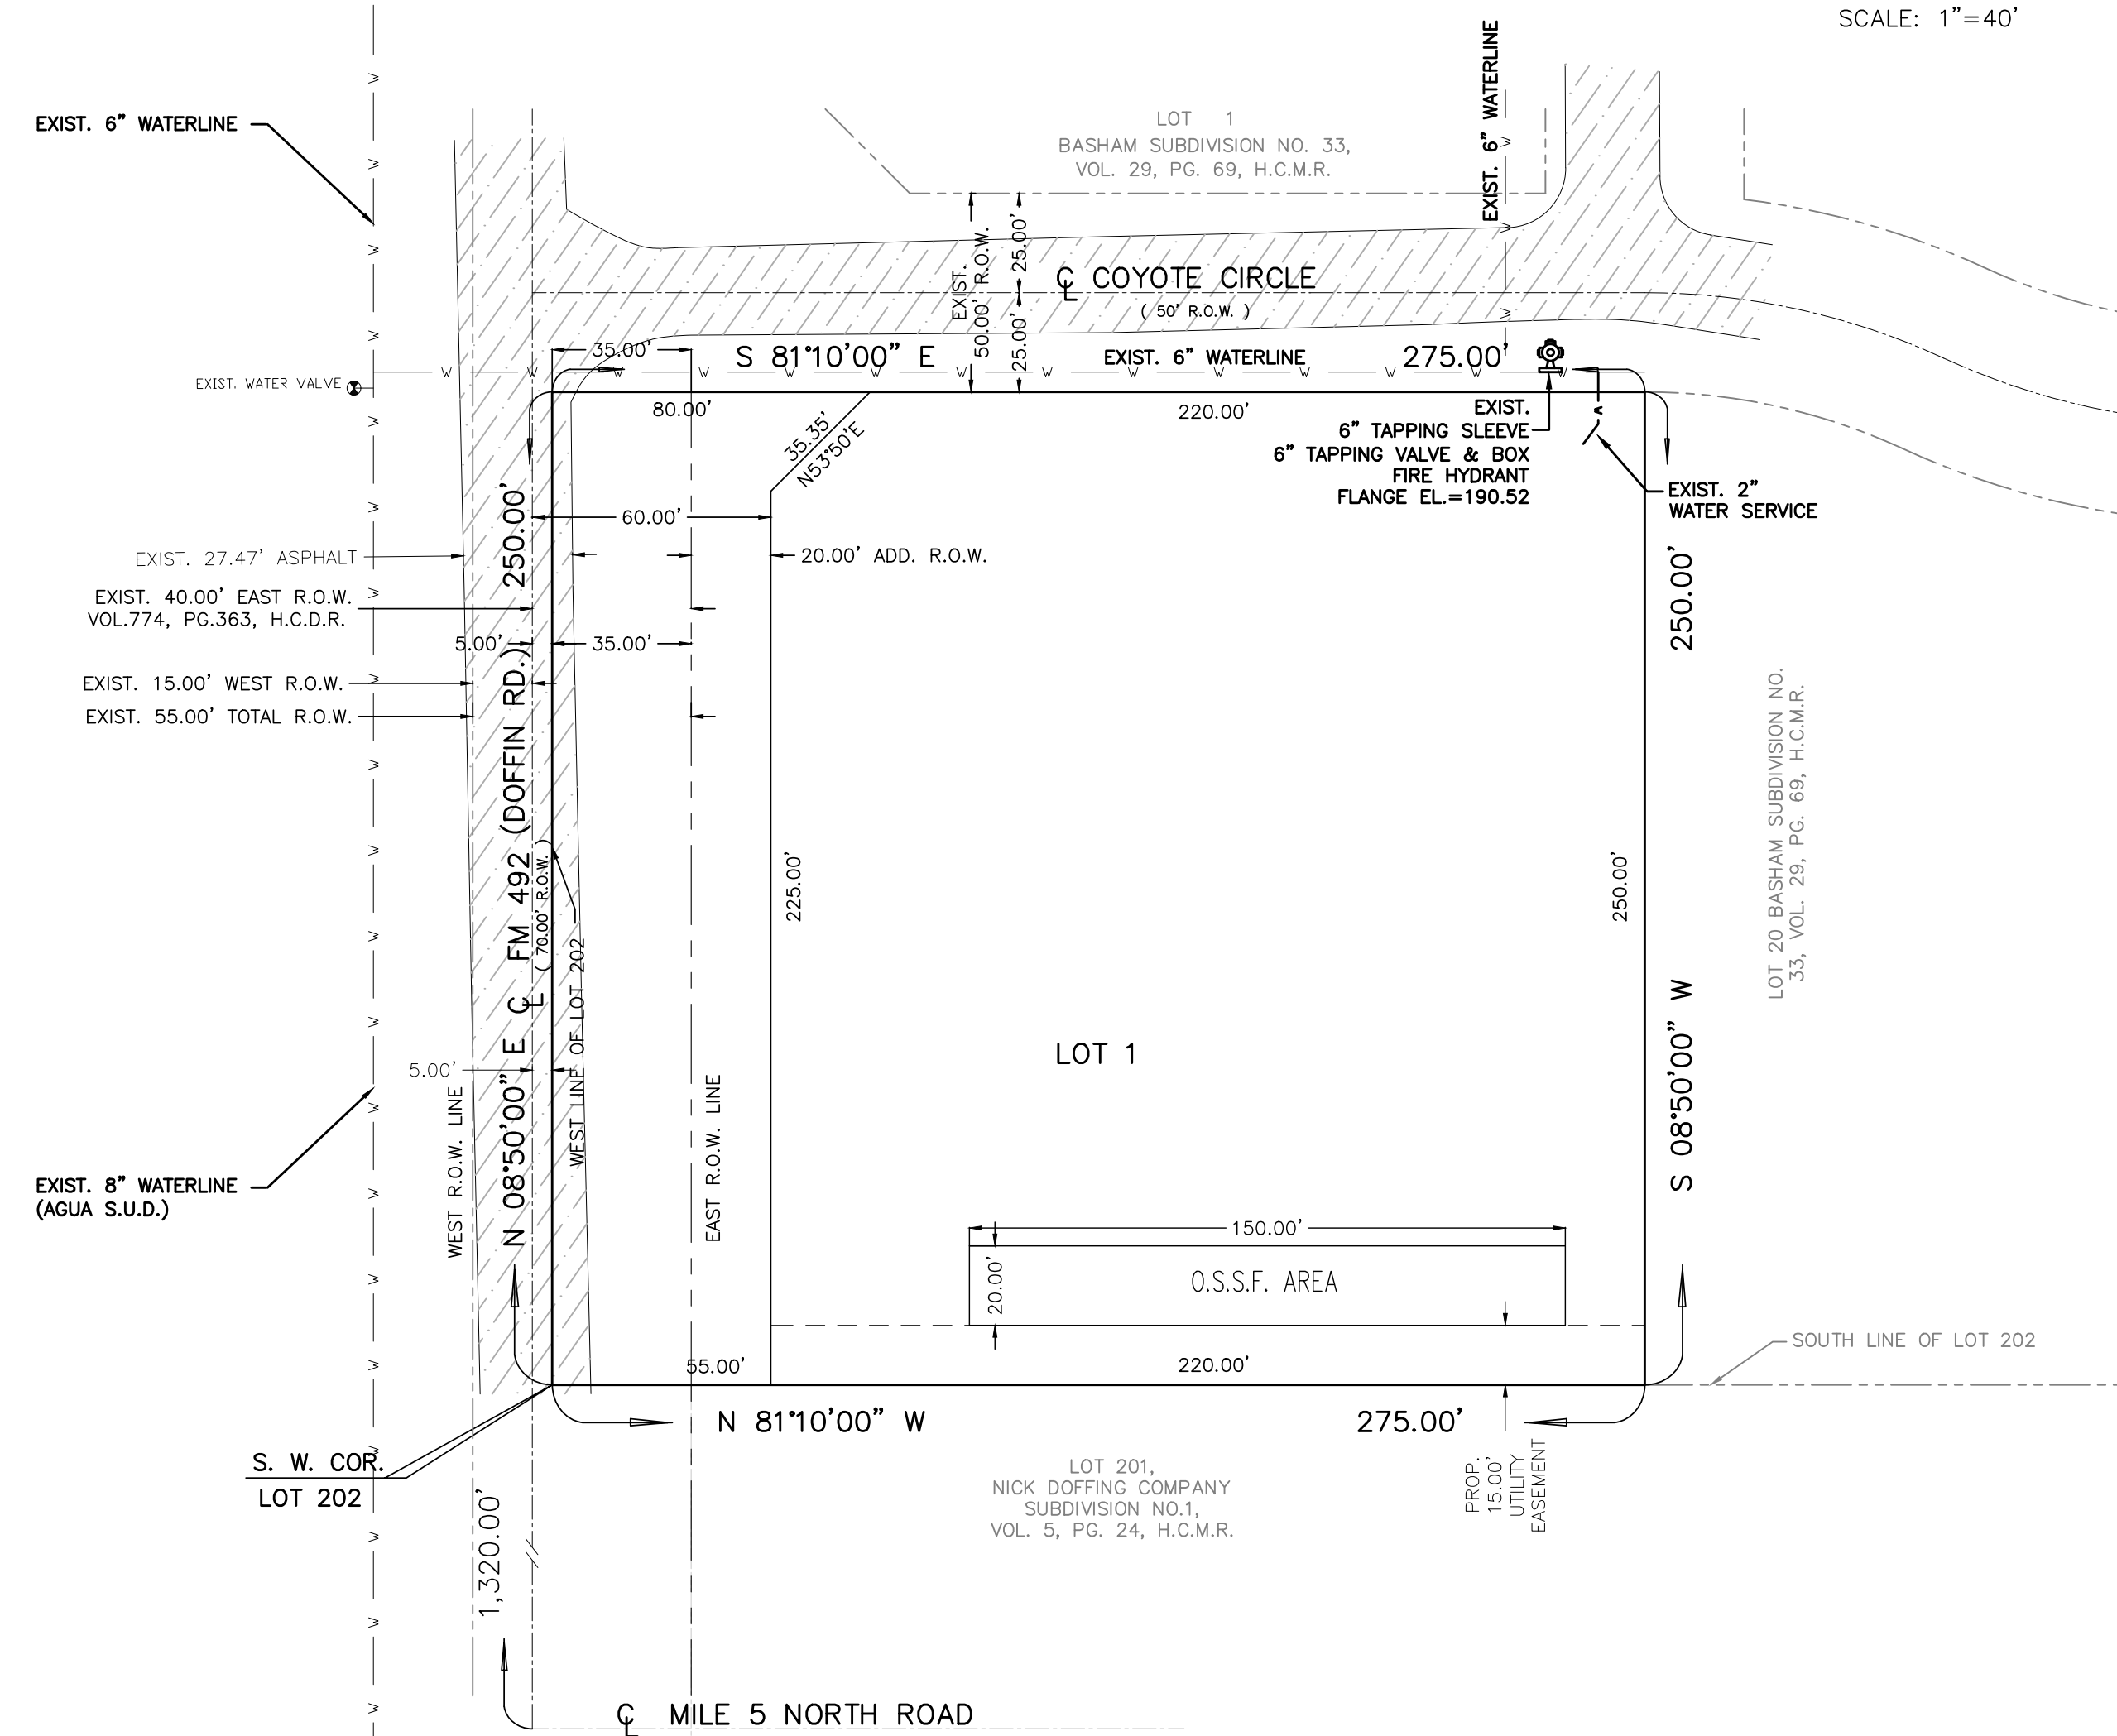 SCALE: 1"=40'
EXIST. 6" WATERLINE
EXIST. 6" WATERLINE
LOT 1
BASHAM SUBDIVISION NO. 33,
VOL. 29, PG. 69, H.C.M.R.
EXIST.
50.00' R.O.W.
25.00'
25.00'
℄ COYOTE CIRCLE
( 50' R.O.W. )
35.00'
S 81°10'00" E
EXIST. 6" WATERLINE
275.00'
EXIST. WATER VALVE
80.00'
220.00'
35.35'
N53°50'E
EXIST.
6" TAPPING SLEEVE
6" TAPPING VALVE & BOX
FIRE HYDRANT
FLANGE EL.=190.52
EXIST. 2"
WATER SERVICE
60.00'
EXIST. 27.47' ASPHALT
20.00' ADD. R.O.W.
EXIST. 40.00' EAST R.O.W.
VOL.774, PG.363, H.C.D.R.
5.00'
35.00'
EXIST. 15.00' WEST R.O.W.
EXIST. 55.00' TOTAL R.O.W.
N 08°50'00" E ℄ FM 492 (DOFFIN RD.) 250.00'
( 70.00' R.O.W. )
WEST LINE OF LOT 202
225.00'
250.00'
S 08°50'00" W 250.00'
LOT 20 BASHAM SUBDIVISION NO.
33, VOL. 29, PG. 69, H.C.M.R.
LOT 1
5.00'
WEST R.O.W. LINE
EAST R.O.W. LINE
EXIST. 8" WATERLINE
(AGUA S.U.D.)
150.00'
20.00'
O.S.S.F. AREA
SOUTH LINE OF LOT 202
55.00'
220.00'
N 81°10'00" W
275.00'
S. W. COR.
LOT 202
LOT 201,
NICK DOFFING COMPANY
SUBDIVISION NO.1,
VOL. 5, PG. 24, H.C.M.R.
PROP.
15.00'
UTILITY
EASEMENT
1,320.00'
℄ MILE 5 NORTH ROAD